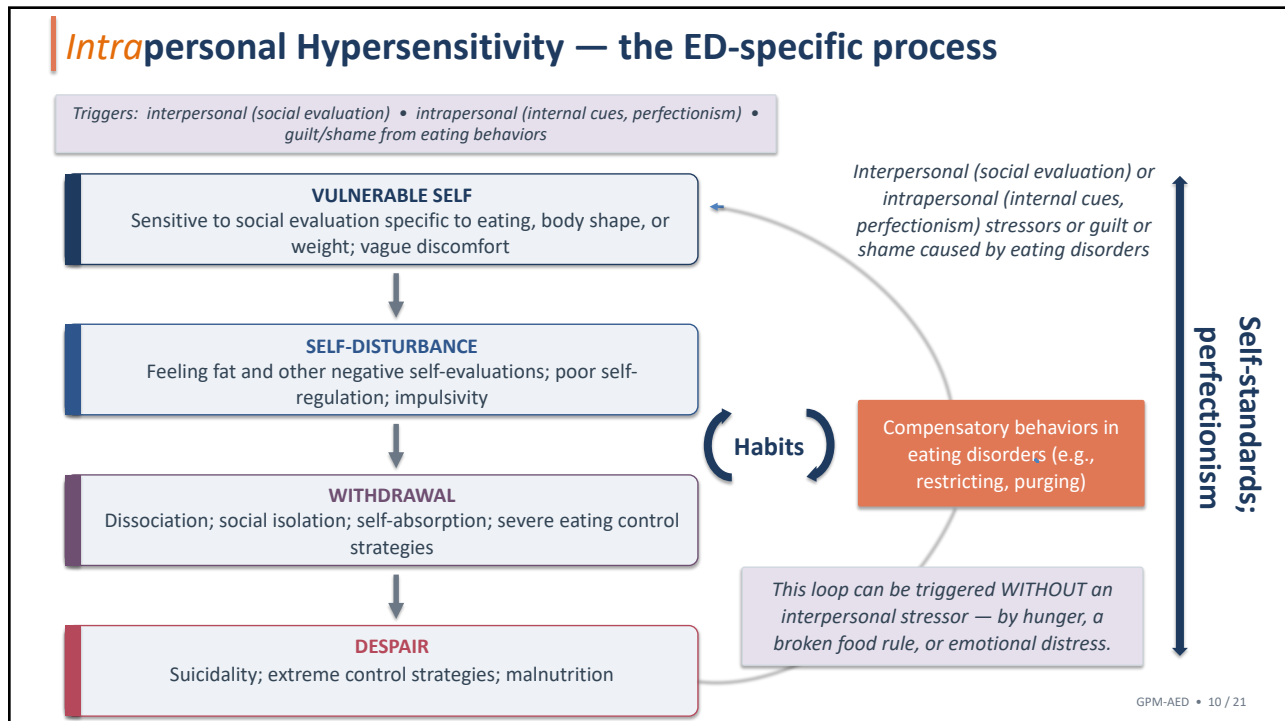 Intrapersonal Hypersensitivity — the ED-specific process
Triggers: interpersonal (social evaluation) • intrapersonal (internal cues, perfectionism) •
guilt/shame from eating behaviors
VULNERABLE SELF
Sensitive to social evaluation specific to eating, body shape, or
weight; vague discomfort
SELF-DISTURBANCE
Feeling fat and other negative self-evaluations; poor self-
regulation; impulsivity
WITHDRAWAL
Dissociation; social isolation; self-absorption; severe eating control
strategies
DESPAIR
Suicidality; extreme control strategies; malnutrition
Habits
Interpersonal (social evaluation) or
intrapersonal (internal cues,
perfectionism) stressors or guilt or
shame caused by eating disorders
Compensatory behaviors in
eating disorders (e.g.,
restricting, purging)
This loop can be triggered WITHOUT an
interpersonal stressor — by hunger, a
broken food rule, or emotional distress.
Self-standards;
perfectionism
GPM-AED • 10 / 21